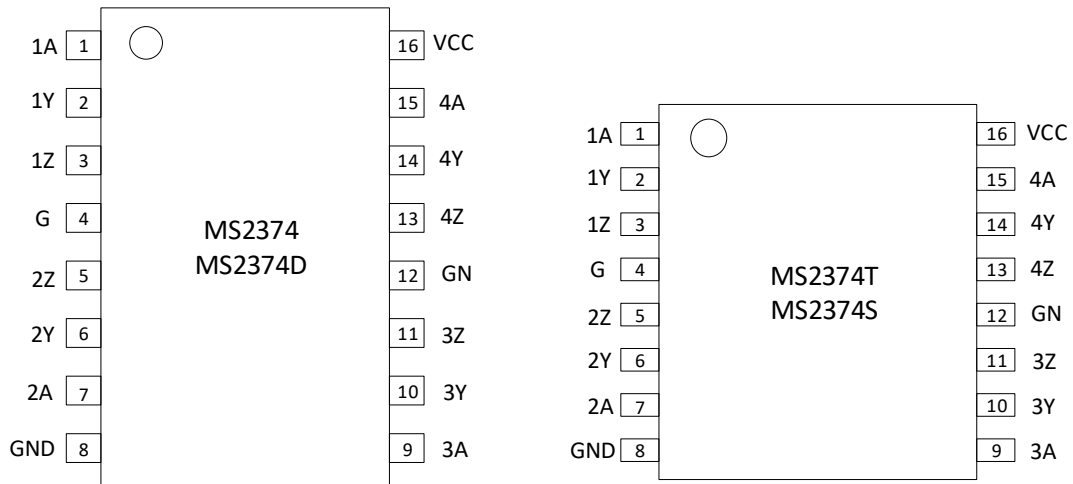 1A 1 16 VCC
1Y 2 15 4A
1Z 3 14 4Y
G 4 13 4Z
MS2374
MS2374D
2Z 5 12 GN
2Y 6 11 3Z
2A 7 10 3Y
GND 8 9 3A
1A 1 16 VCC
1Y 2 15 4A
1Z 3 14 4Y
G 4 13 4Z
MS2374T
MS2374S
2Z 5 12 GN
2Y 6 11 3Z
2A 7 10 3Y
GND 8 9 3A